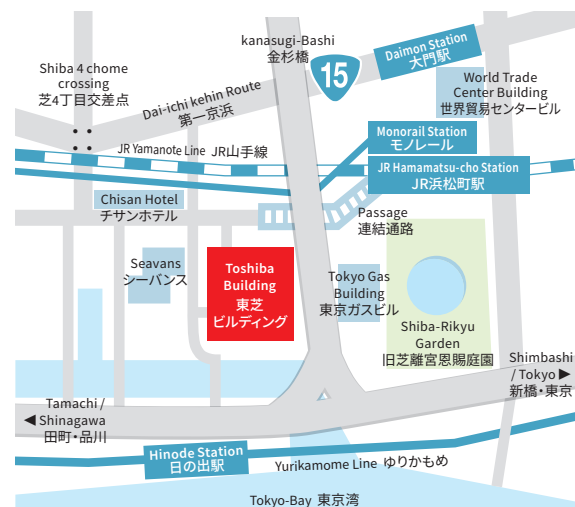 kanasugi-Bashi
金杉橋
15
Daimon Station
大門駅
Shiba 4 chome
crossing
芝4丁目交差点
World Trade
Center Building
世界貿易センタービル
Dai-ichi kehin Route
第一京浜
Monorail Station
モノレール
JR Yamanote Line JR山手線
JR Hamamatsu-cho Station
JR浜松町駅
Chisan Hotel
チサンホテル
Passage
連結通路
Seavans
シーバンス
Toshiba
Building
東芝
ビルディング
Tokyo Gas
Building
東京ガスビル
Shiba-Rikyu
Garden
旧芝離宮恩賜庭園
Shimbashi
/ Tokyo ▶
新橋・東京
Tamachi /
◀ Shinagawa
田町・品川
Hinode Station
日の出駅
Yurikamome Line ゆりかもめ
Tokyo-Bay 東京湾